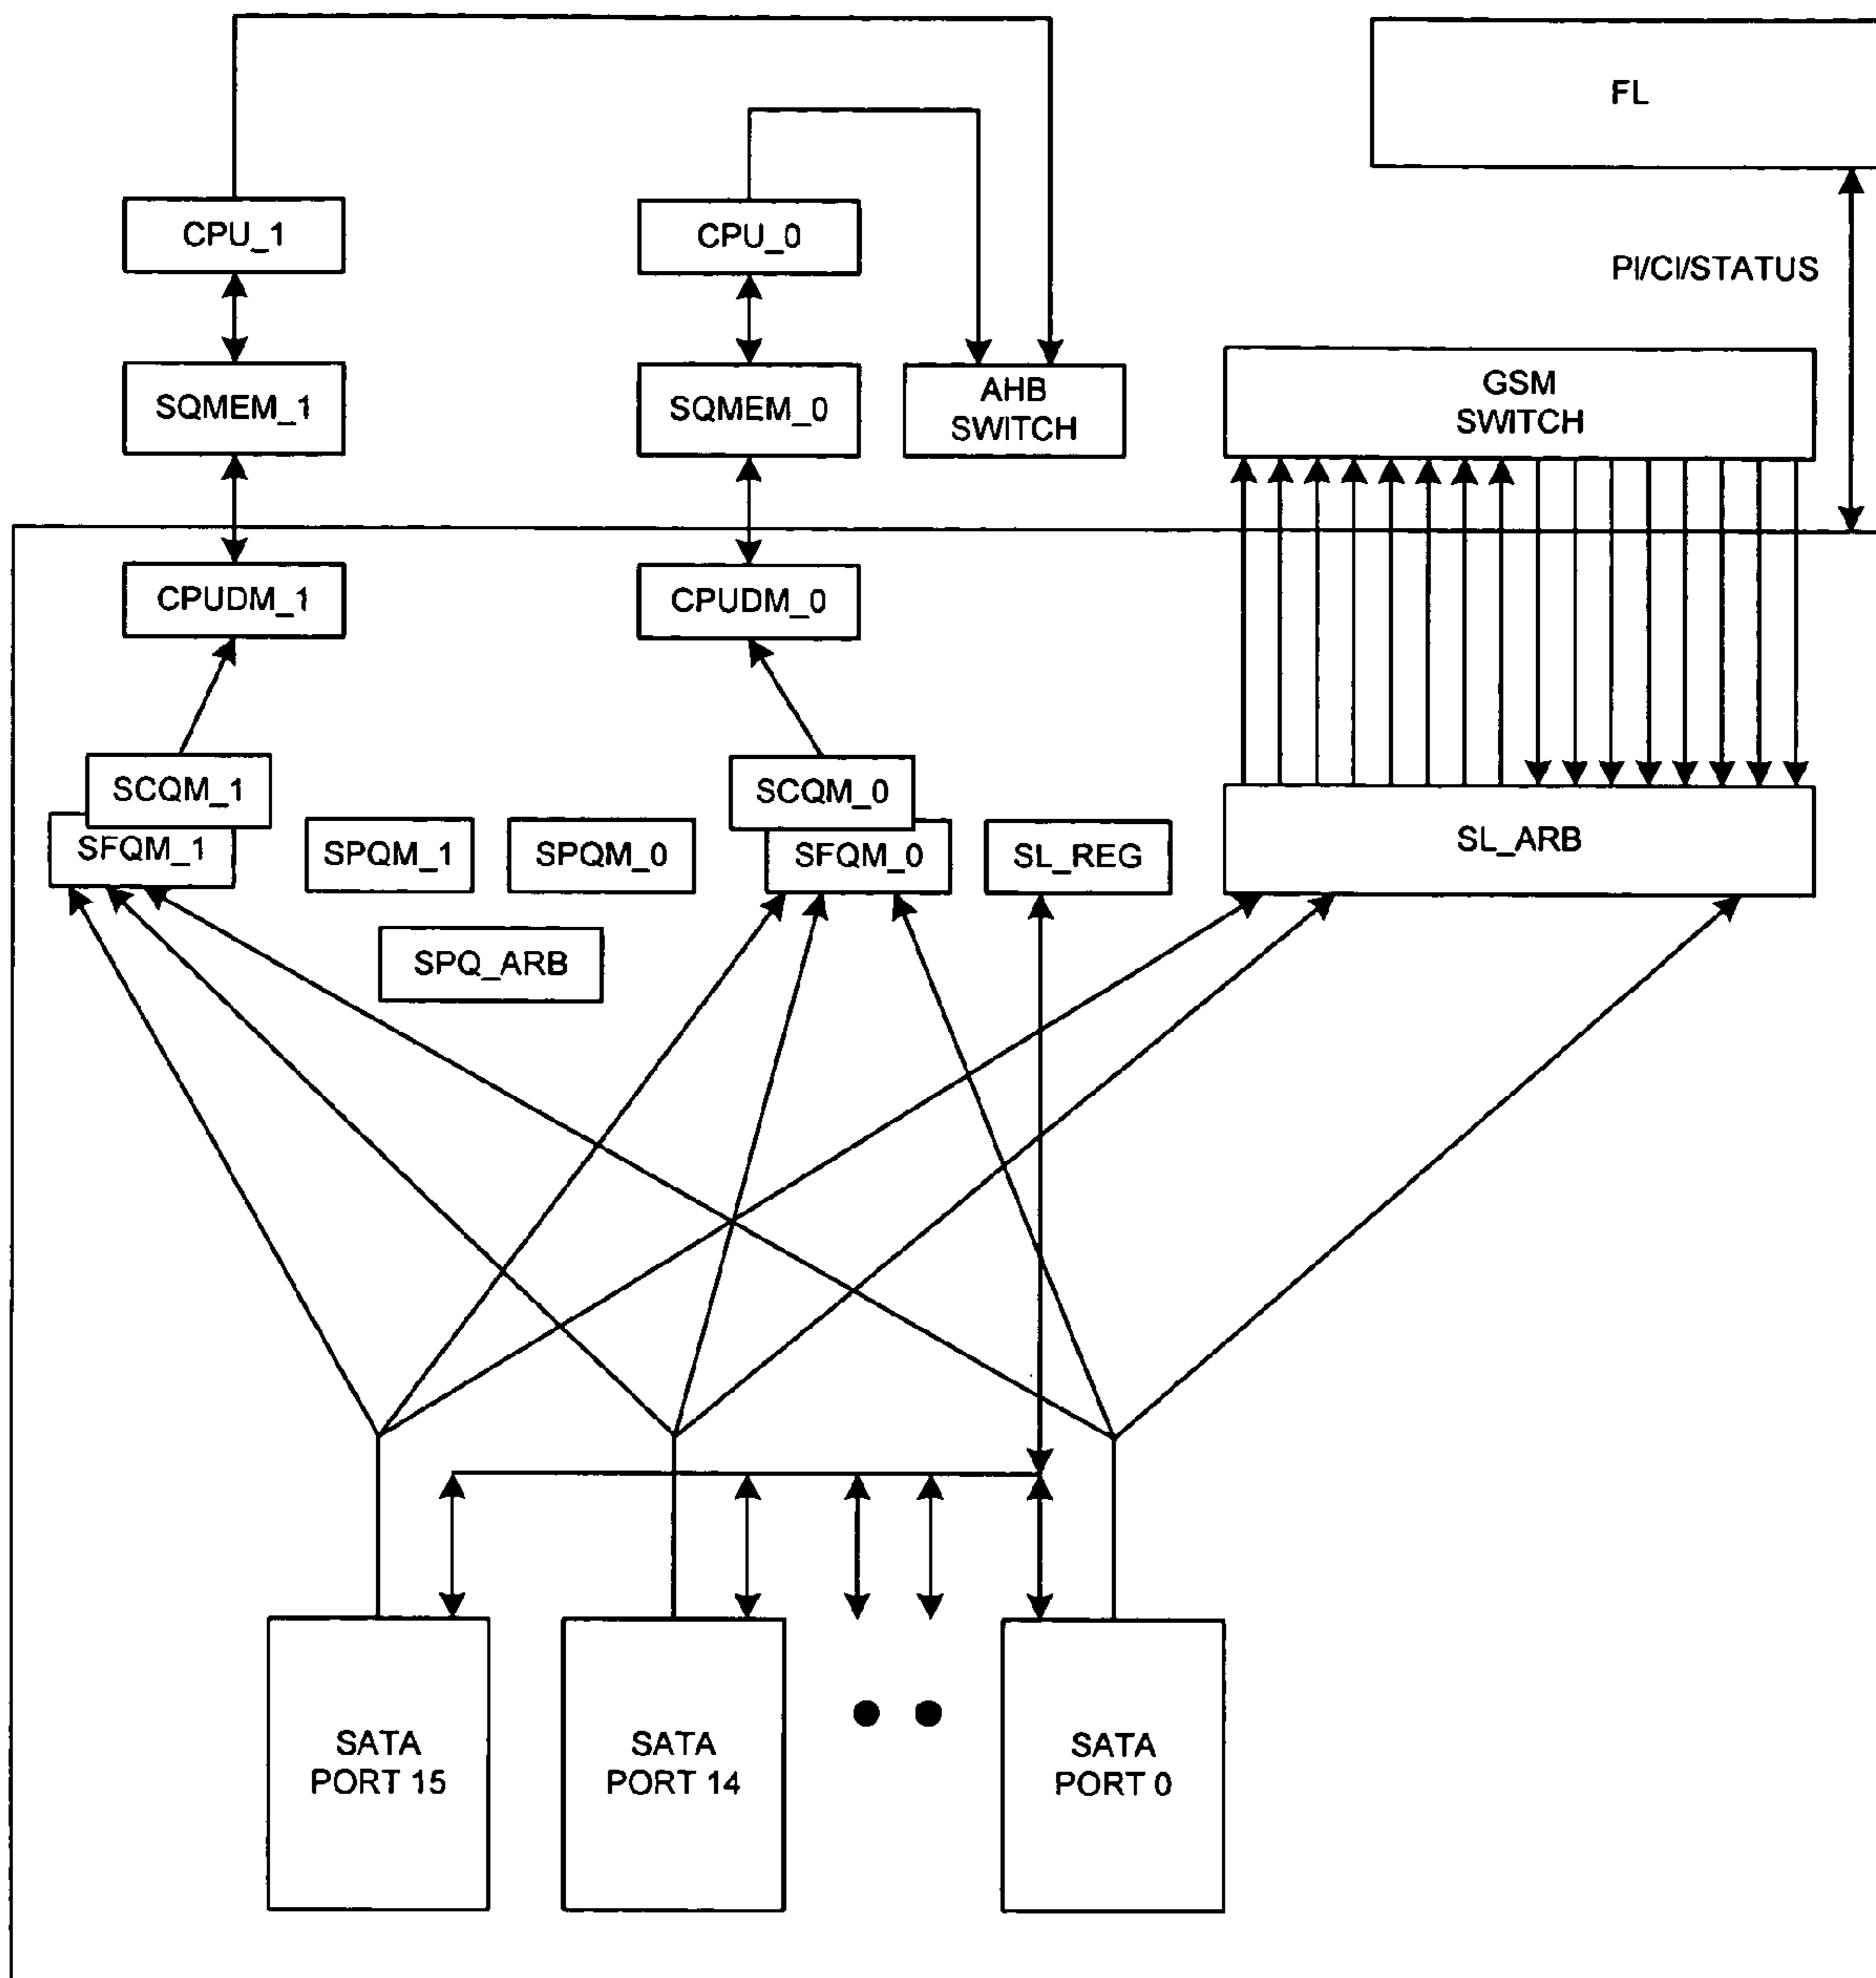 FL
CPU_1
CPU_0
PI/CI/STATUS
SQMEM_1
SQMEM_0
AHB
SWITCH
GSM
SWITCH
CPUDM_1
CPUDM_0
SCQM_1
SCQM_0
SFQM_1
SPQM_1
SPQM_0
SFQM_0
SL_REG
SL_ARB
SPQ_ARB
SATA
PORT 15
SATA
PORT 14
SATA
PORT 0